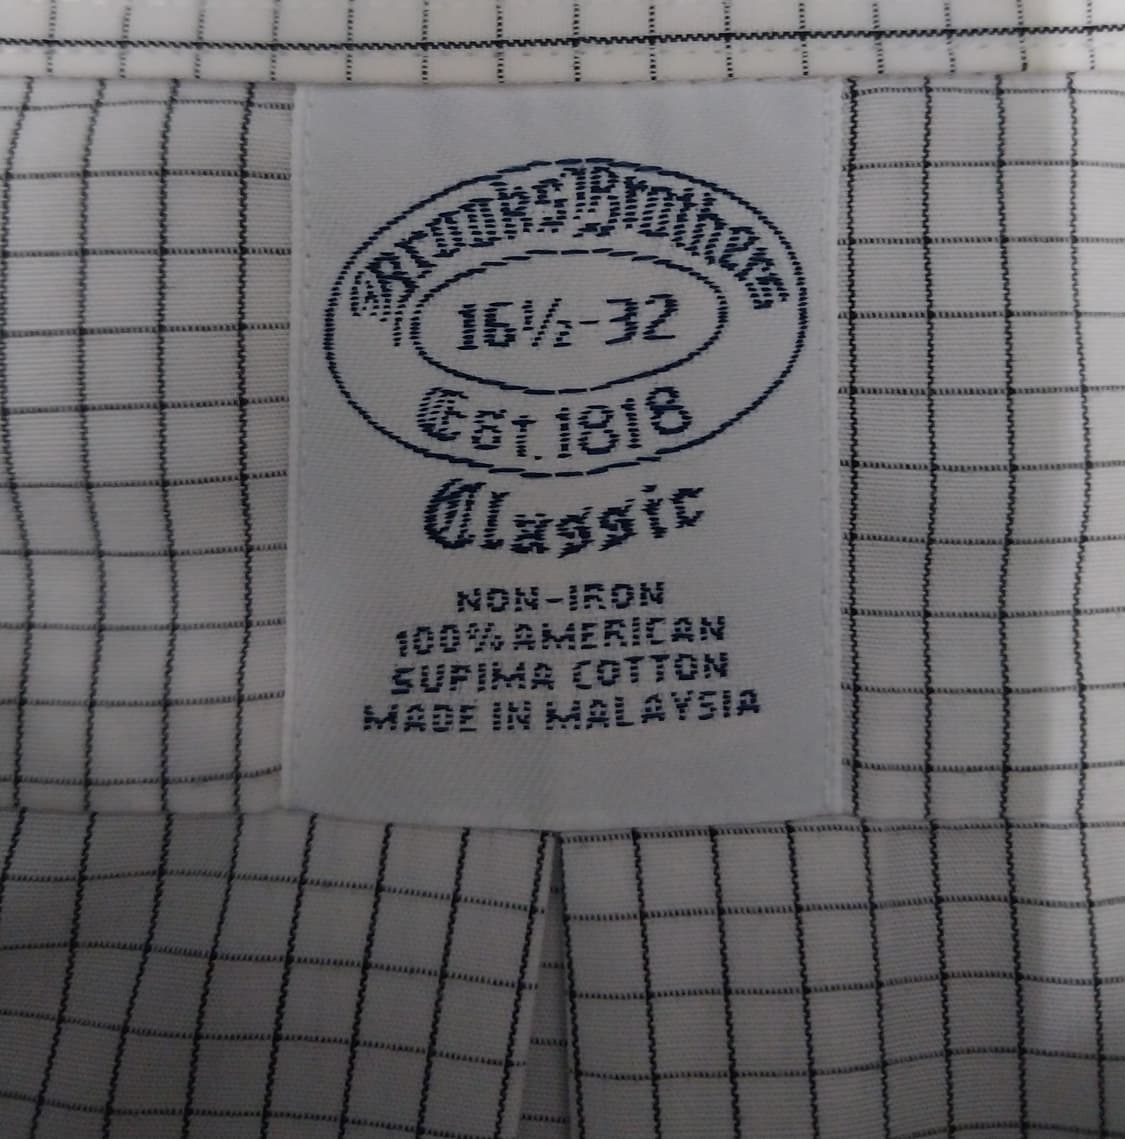 Brooks Brothers
16½-32
Est. 1818
Classic
NON-IRON
100% AMERICAN
SUPIMA COTTON
MADE IN MALAYSIA